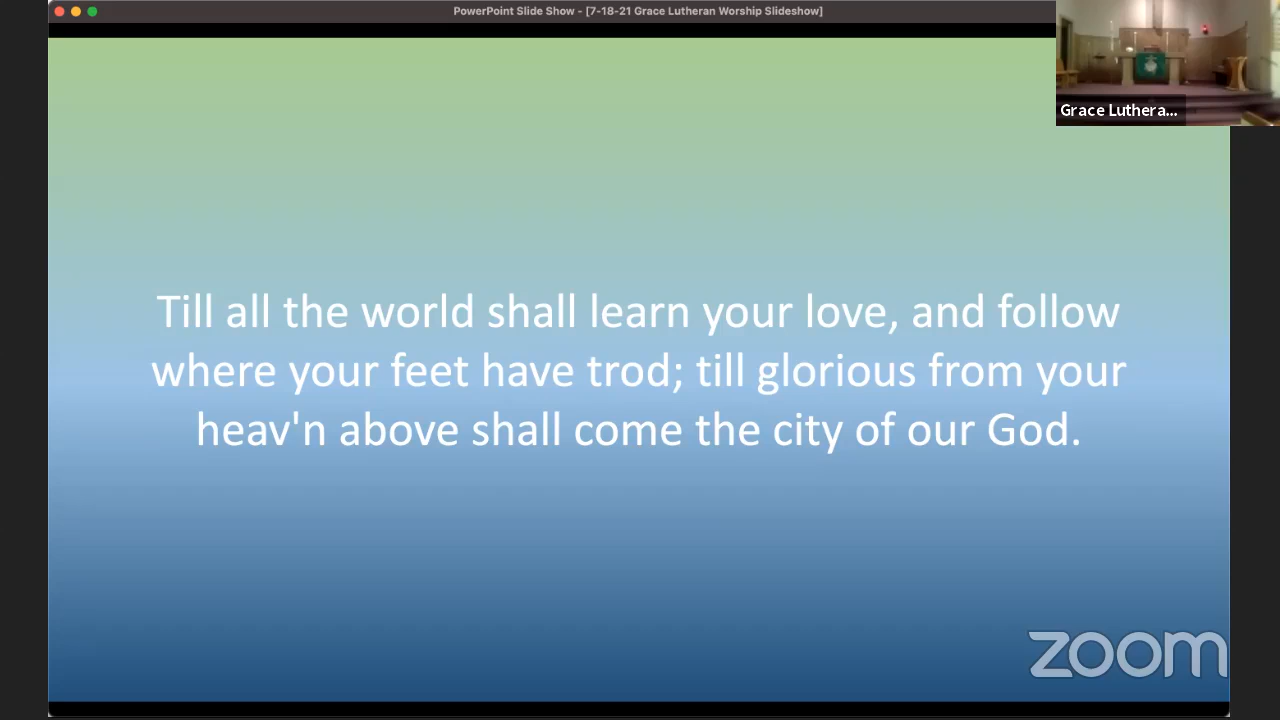 PowerPoint Slide Show - [7-18-21 Grace Lutheran Worship Slideshow]
Grace Luthera...
Till all the world shall learn your love, and follow
where your feet have trod; till glorious from your
heav'n above shall come the city of our God.
zoom